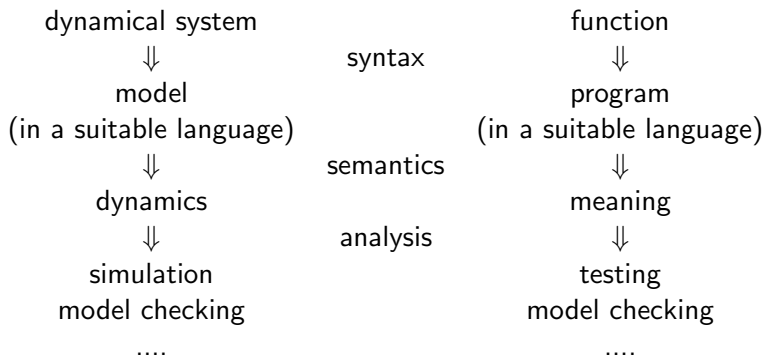 dynamical system function
⇓ syntax ⇓
model program
(in a suitable language) (in a suitable language)
⇓ semantics ⇓
dynamics meaning
⇓ analysis ⇓
simulation testing
model checking model checking
.... ....